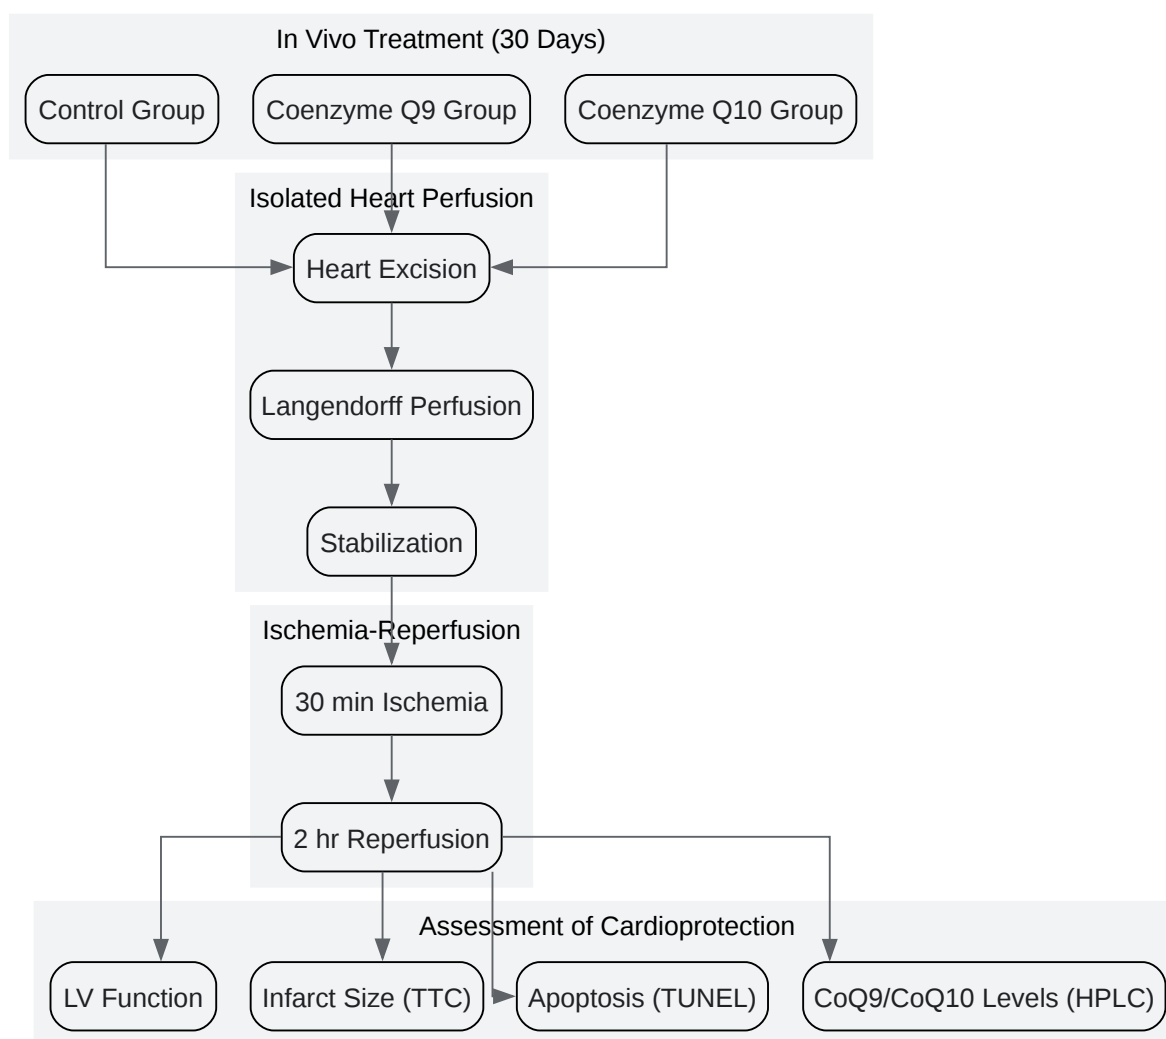 In Vivo Treatment (30 Days)
Control Group
Coenzyme Q9 Group
Coenzyme Q10 Group
Isolated Heart Perfusion
Heart Excision
Langendorff Perfusion
Stabilization
Ischemia-Reperfusion
30 min Ischemia
2 hr Reperfusion
Assessment of Cardioprotection
LV Function
Infarct Size (TTC)
Apoptosis (TUNEL)
CoQ9/CoQ10 Levels (HPLC)